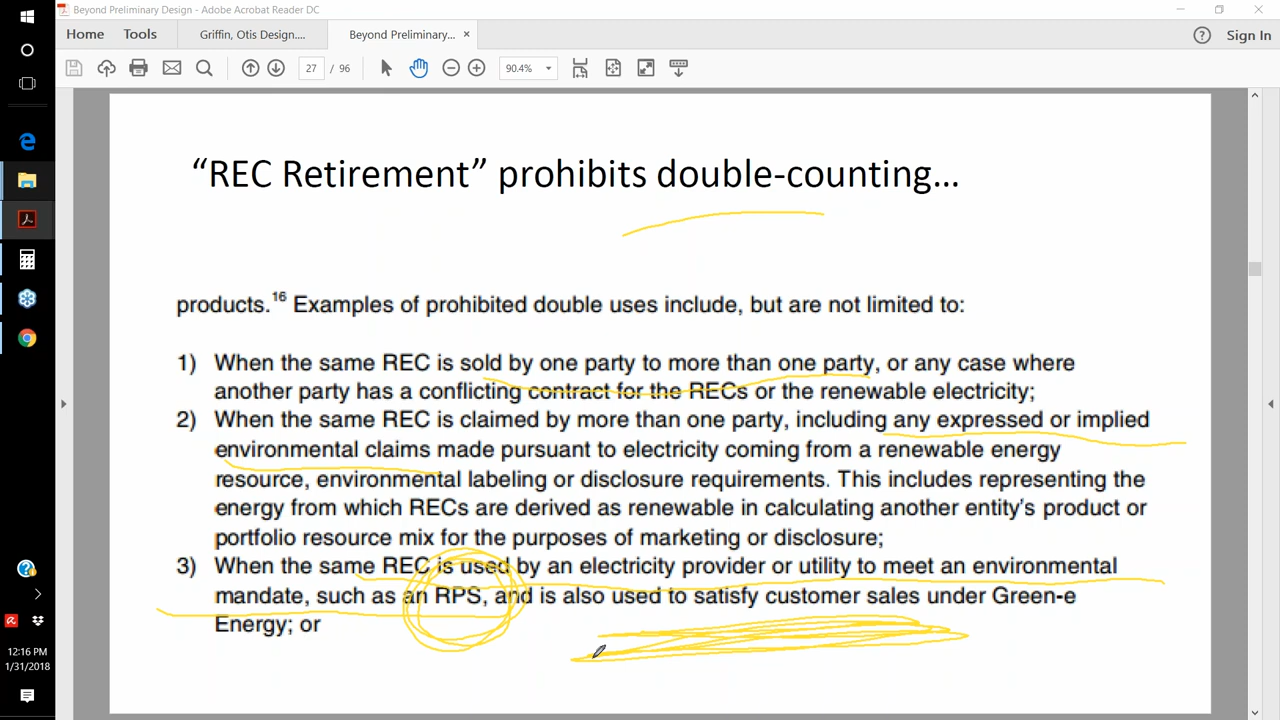 Beyond Preliminary Design - Adobe Acrobat Reader DC
Home Tools Griffin, Otis Design.... Beyond Preliminary... × Sign In
27 / 96 90.4%
“REC Retirement” prohibits double-counting…
products.16 Examples of prohibited double uses include, but are not limited to:
1) When the same REC is sold by one party to more than one party, or any case where
another party has a conflicting contract for the RECs or the renewable electricity;
2) When the same REC is claimed by more than one party, including any expressed or implied
environmental claims made pursuant to electricity coming from a renewable energy
resource, environmental labeling or disclosure requirements. This includes representing the
energy from which RECs are derived as renewable in calculating another entity’s product or
portfolio resource mix for the purposes of marketing or disclosure;
3) When the same REC is used by an electricity provider or utility to meet an environmental
mandate, such as an RPS, and is also used to satisfy customer sales under Green-e
Energy; or
12:16 PM
1/31/2018